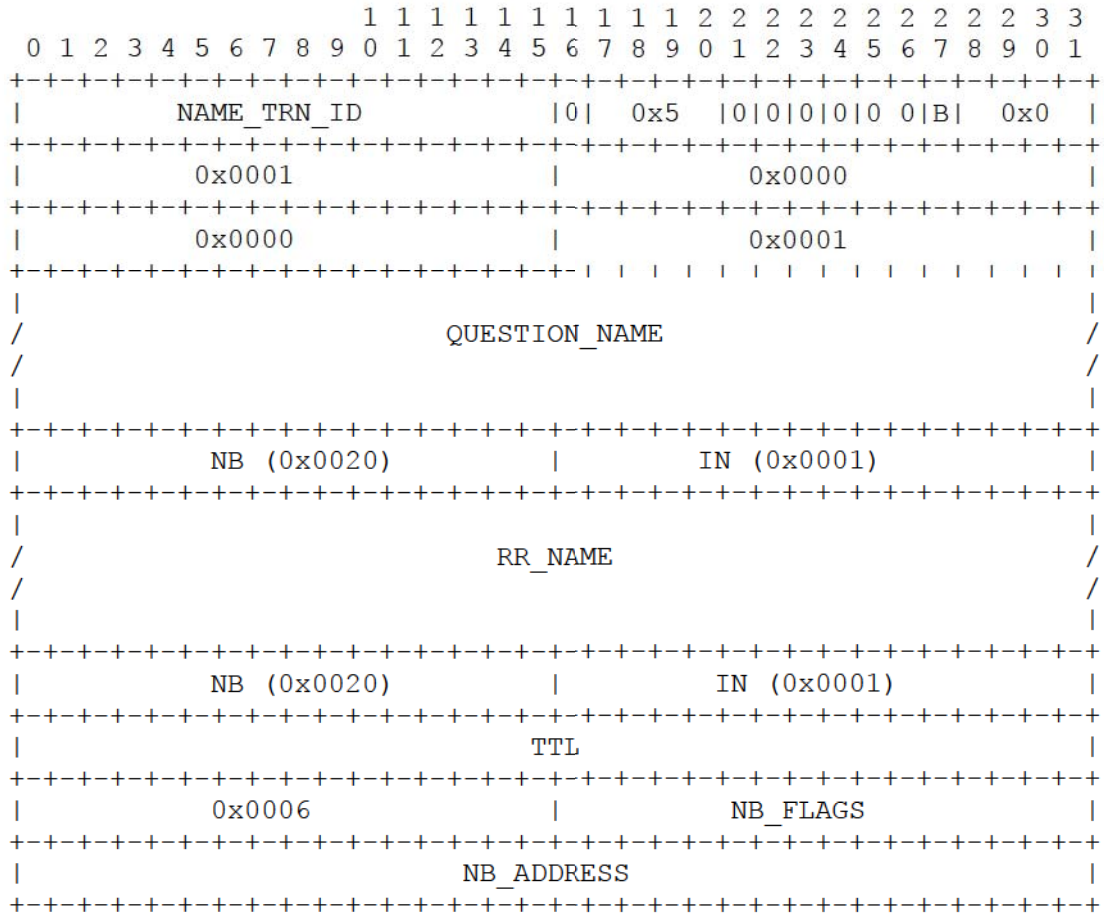 1 1 1 1 1 1 1 1 1 1 2 2 2 2 2 2 2 2 2 2 3 3
 0 1 2 3 4 5 6 7 8 9 0 1 2 3 4 5 6 7 8 9 0 1 2 3 4 5 6 7 8 9 0 1
+-+-+-+-+-+-+-+-+-+-+-+-+-+-+-+-+-+-+-+-+-+-+-+-+-+-+-+-+-+-+-+-+
|         NAME_TRN_ID           |0|  0x5  |0|0|0|0|0 0|B|  0x0  |
+-+-+-+-+-+-+-+-+-+-+-+-+-+-+-+-+-+-+-+-+-+-+-+-+-+-+-+-+-+-+-+-+
|          0x0001               |           0x0000              |
+-+-+-+-+-+-+-+-+-+-+-+-+-+-+-+-+-+-+-+-+-+-+-+-+-+-+-+-+-+-+-+-+
|          0x0000               |           0x0001              |
+-+-+-+-+-+-+-+-+-+-+-+-+-+-+-+-+- | | | | | | | | | | | | | | | |
|                                                               |
/                         QUESTION_NAME                         /
/                                                               /
|                                                               |
+-+-+-+-+-+-+-+-+-+-+-+-+-+-+-+-+-+-+-+-+-+-+-+-+-+-+-+-+-+-+-+-+
|           NB (0x0020)         |        IN (0x0001)            |
+-+-+-+-+-+-+-+-+-+-+-+-+-+-+-+-+-+-+-+-+-+-+-+-+-+-+-+-+-+-+-+-+
|                                                               |
/                            RR_NAME                            /
/                                                               /
|                                                               |
+-+-+-+-+-+-+-+-+-+-+-+-+-+-+-+-+-+-+-+-+-+-+-+-+-+-+-+-+-+-+-+-+
|           NB (0x0020)         |         IN (0x0001)           |
+-+-+-+-+-+-+-+-+-+-+-+-+-+-+-+-+-+-+-+-+-+-+-+-+-+-+-+-+-+-+-+-+
|                              TTL                              |
+-+-+-+-+-+-+-+-+-+-+-+-+-+-+-+-+-+-+-+-+-+-+-+-+-+-+-+-+-+-+-+-+
|           0x0006              |          NB_FLAGS             |
+-+-+-+-+-+-+-+-+-+-+-+-+-+-+-+-+-+-+-+-+-+-+-+-+-+-+-+-+-+-+-+-+
|                          NB_ADDRESS                           |
+-+-+-+-+-+-+-+-+-+-+-+-+-+-+-+-+-+-+-+-+-+-+-+-+-+-+-+-+-+-+-+-+